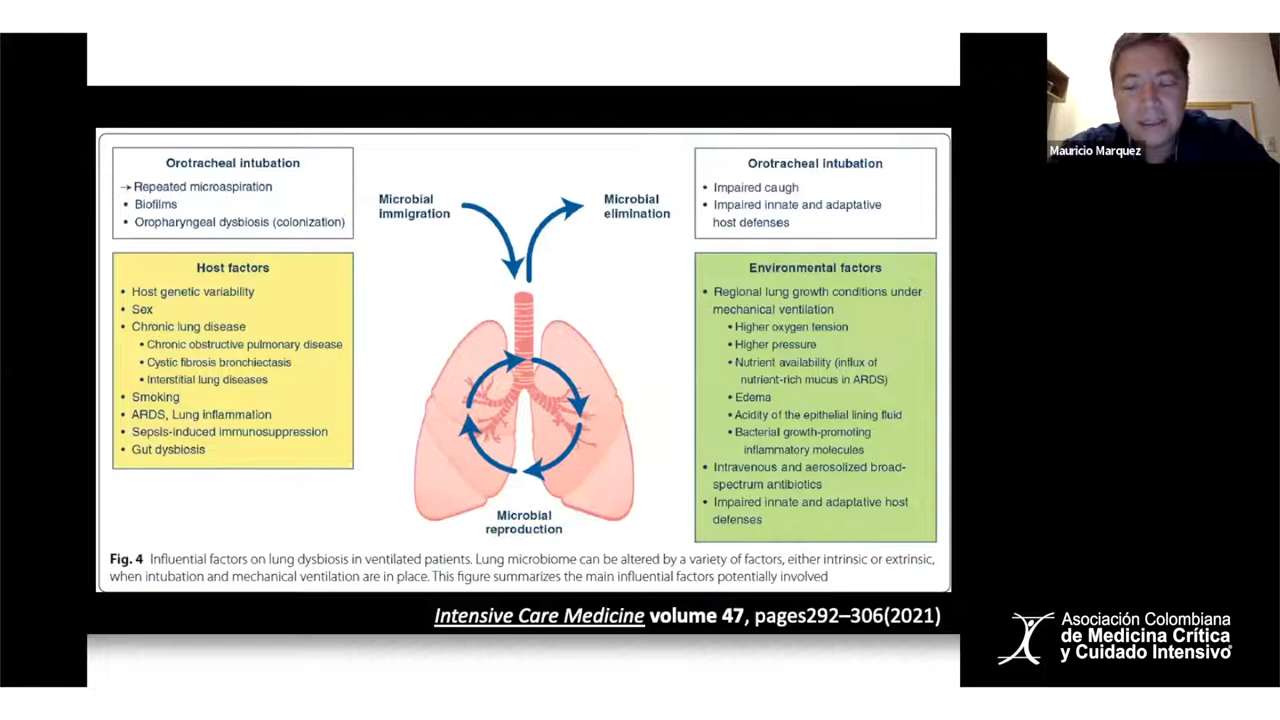 Mauricio Marquez
Orotracheal intubation
→ Repeated microaspiration
• Biofilms
• Oropharyngeal dysbiosis (colonization)
Host factors
• Host genetic variability
• Sex
• Chronic lung disease
• Chronic obstructive pulmonary disease
• Cystic fibrosis bronchiectasis
• Interstitial lung diseases
• Smoking
• ARDS, Lung inflammation
• Sepsis-induced immunosuppression
• Gut dysbiosis
Microbial
immigration
Microbial
elimination
Microbial
reproduction
Orotracheal intubation
• Impaired caugh
• Impaired innate and adaptative
host defenses
Environmental factors
• Regional lung growth conditions under
mechanical ventilation
• Higher oxygen tension
• Higher pressure
• Nutrient availability (influx of
nutrient-rich mucus in ARDS)
• Edema
• Acidity of the epithelial lining fluid
• Bacterial growth-promoting
inflammatory molecules
• Intravenous and aerosolized broad-
spectrum antibiotics
• Impaired innate and adaptative host
defenses
Fig. 4 Influential factors on lung dysbiosis in ventilated patients. Lung microbiome can be altered by a variety of factors, either intrinsic or extrinsic,
when intubation and mechanical ventilation are in place. This figure summarizes the main influential factors potentially involved
Intensive Care Medicine volume 47, pages292–306(2021)
Asociación Colombiana
de Medicina Crítica
y Cuidado Intensivo